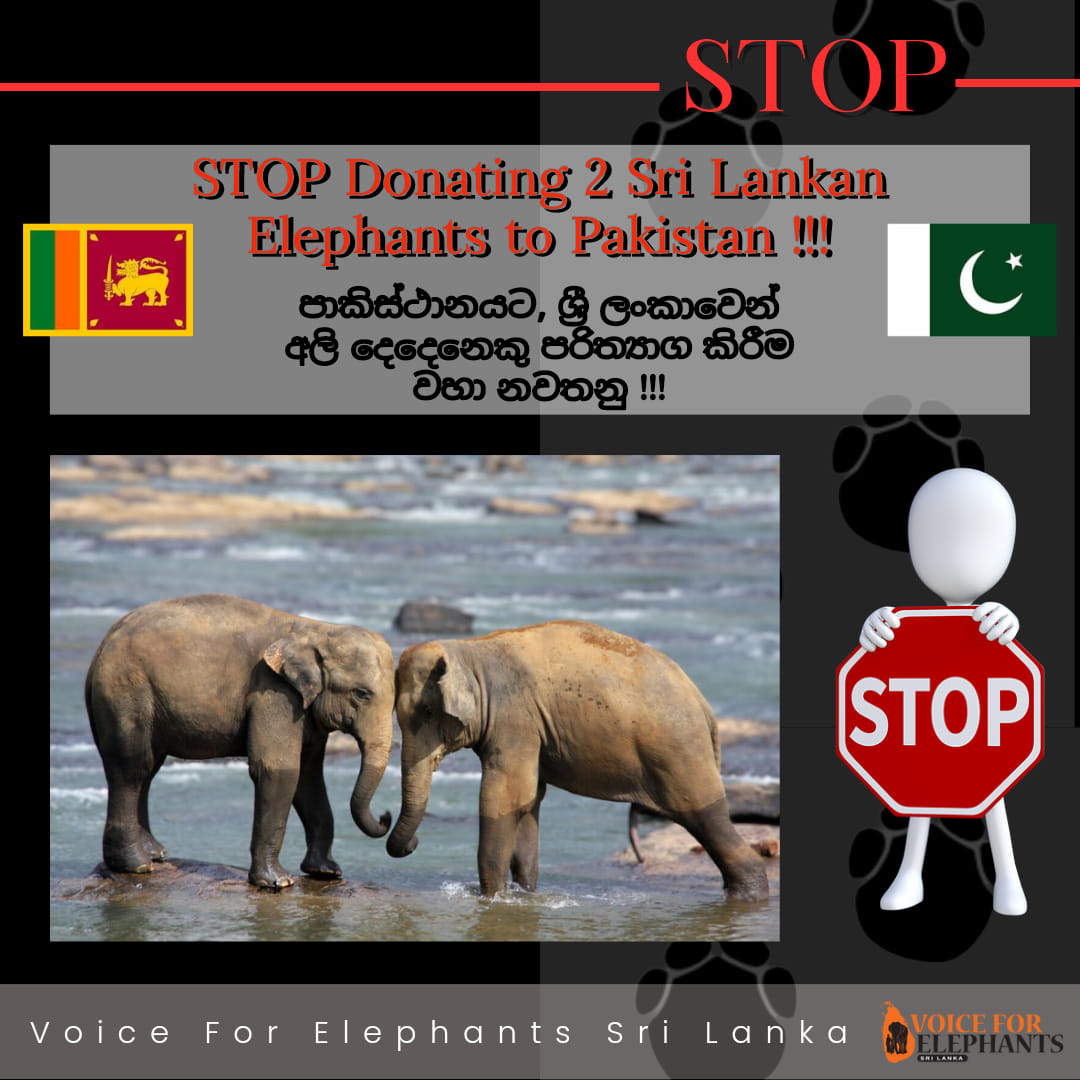 STOP
STOP Donating 2 Sri Lankan
Elephants to Pakistan !!!
පාකිස්ථානයට, ශ්‍රී ලංකාවෙන්
අලි දෙදෙනෙකු පරිත්‍යාග කිරීම
වහා නවතනු !!!
STOP
Voice For Elephants Sri Lanka
VOICE FOR
ELEPHANTS
SRI LANKA